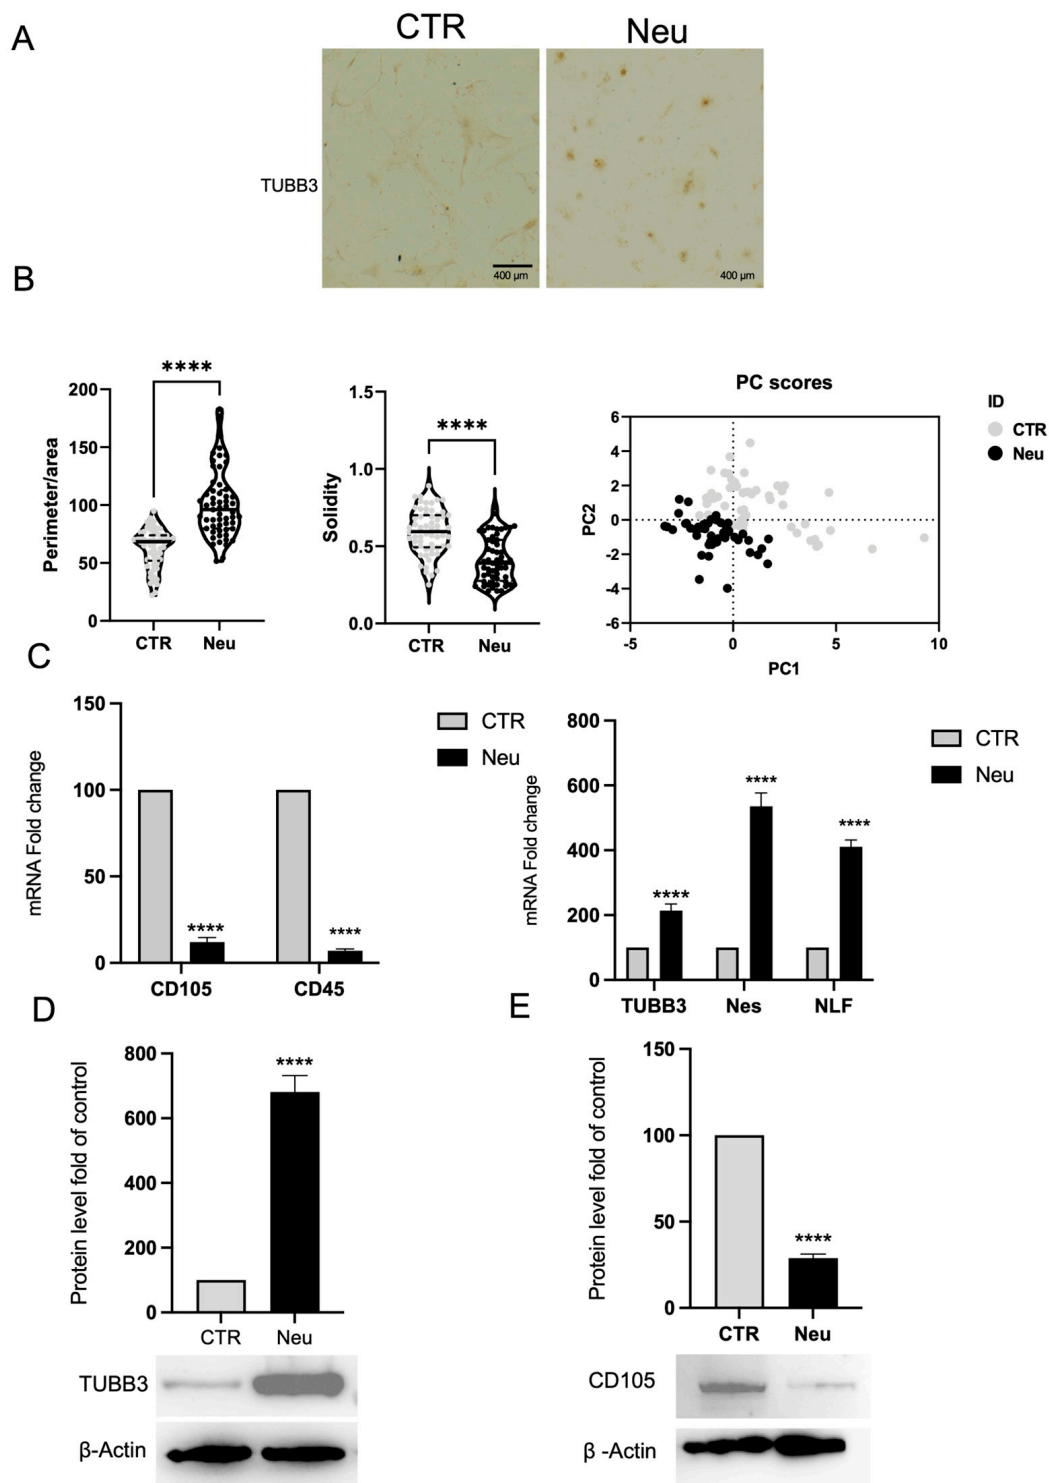 A
CTR
Neu
TUBB3
400 µm
400 µm
B
****
200
150
100
50
0
Perimeter/area
CTR
Neu
****
1.5
1.0
0.5
0.0
Solidity
CTR
Neu
PC scores
6
4
2
0
-2
-4
-6
PC2
-5
0
5
10
PC1
ID
CTR
Neu
C
150
100
50
0
mRNA Fold change
****
****
CD105
CD45
CTR
Neu
800
600
400
200
0
mRNA Fold change
****
****
****
TUBB3
Nes
NLF
CTR
Neu
D
800
600
400
200
0
Protein level fold of control
****
CTR
Neu
TUBB3
β-Actin
E
150
100
50
0
Protein level fold of control
****
CTR
Neu
CD105
β -Actin